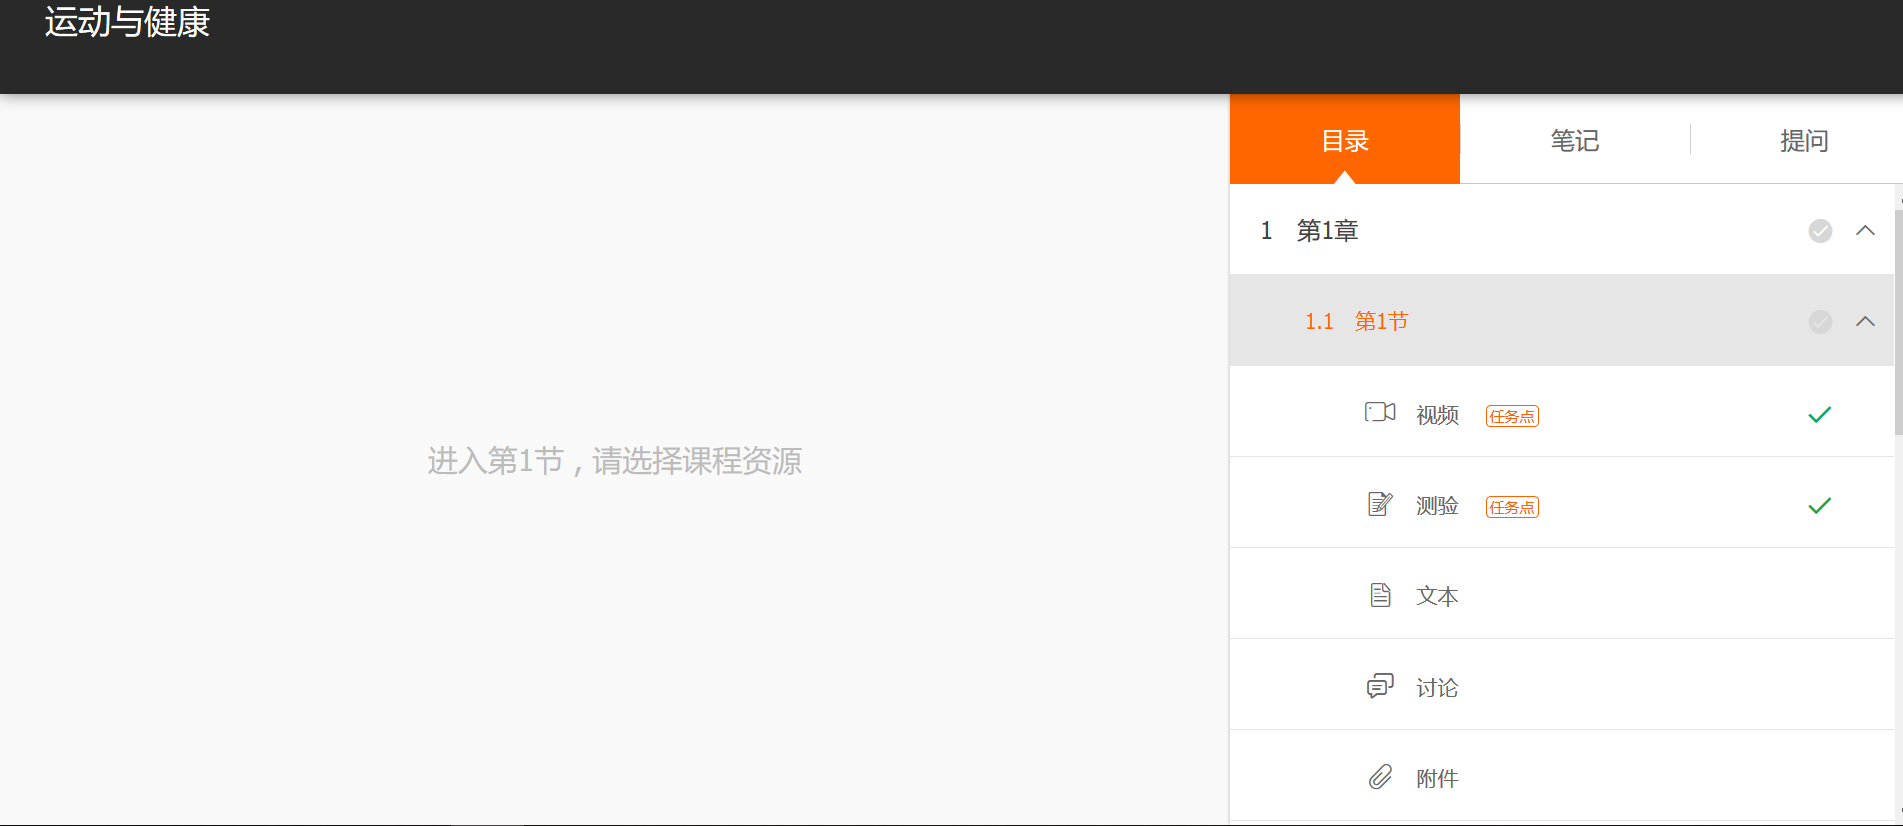 运动与健康
目录
笔记
提问
1 第1章
1.1 第1节
视频 任务点
测验 任务点
文本
讨论
附件
进入第1节，请选择课程资源